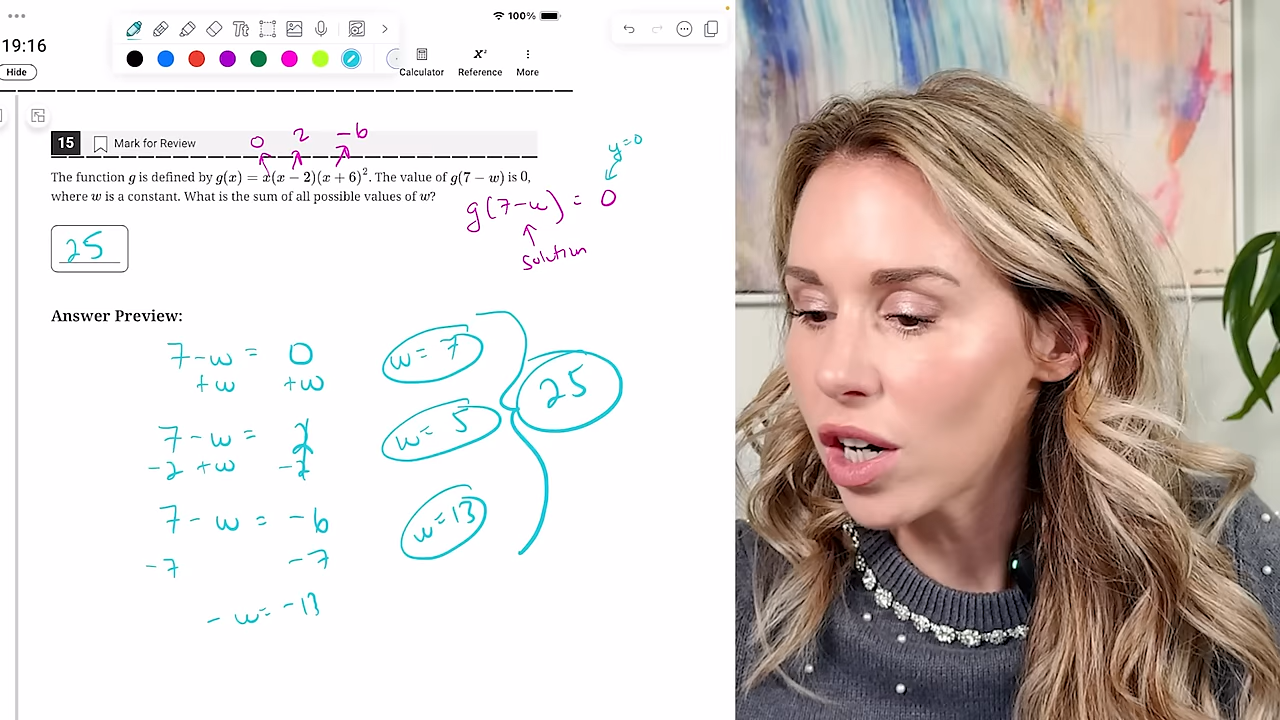 100%
19:16
Hide
Calculator
Reference
More
0 2 -6
y=0
15 Mark for Review
The function g is defined by g(x) = x(x − 2)(x + 6)². The value of g(7 − w) is 0,
where w is a constant. What is the sum of all possible values of w?
g(7-w) = 0
solution
25
Answer Preview:
7-w = 0
+w +w
w = 7
25
7-w = 2
-2 +w -2
w = 5
7-w = -6
-7 -7
w = 13
-w = -13